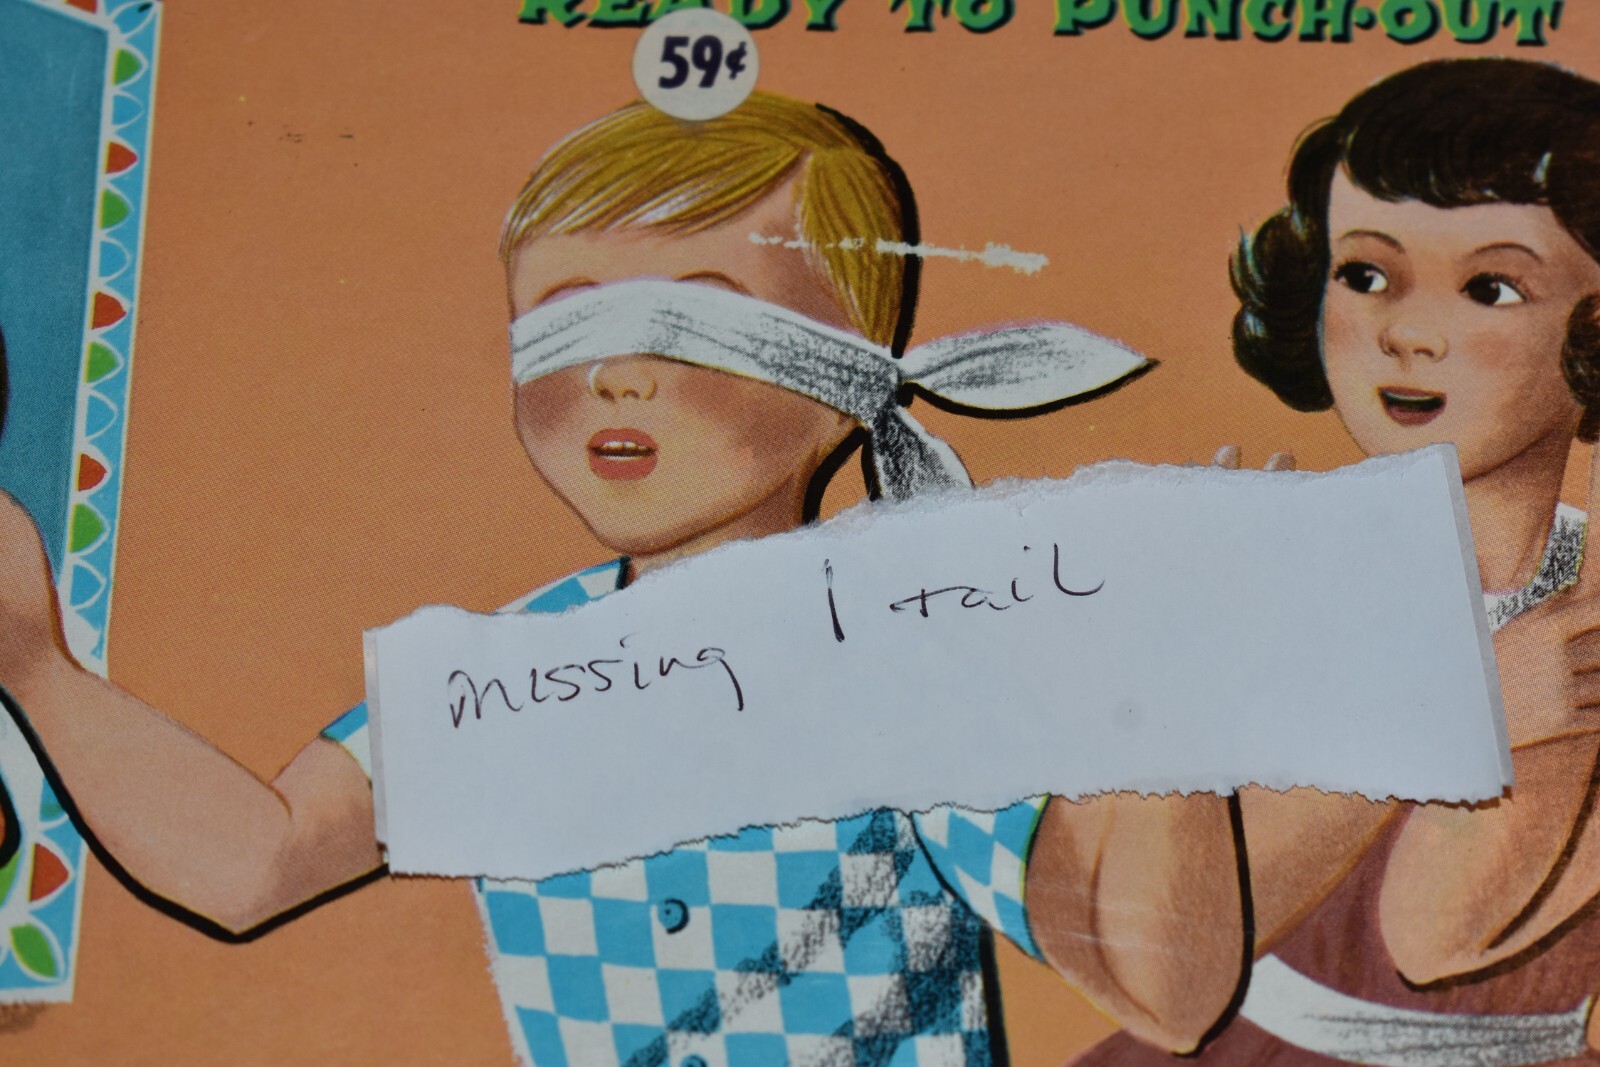 READY TO PUNCH-OUT
59¢
missing 1 tail